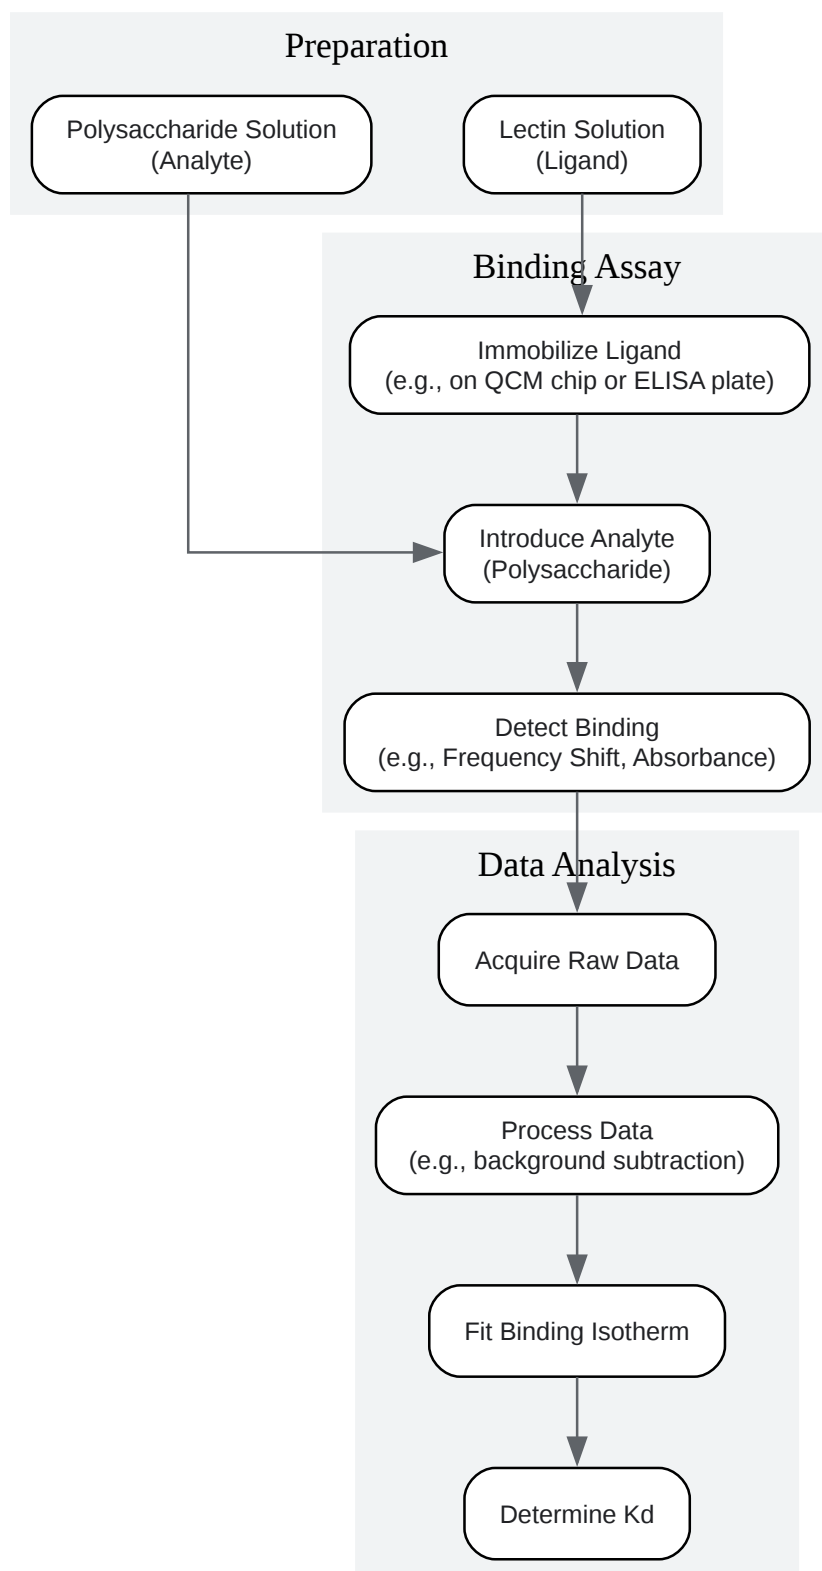 Preparation
Polysaccharide Solution
(Analyte)
Lectin Solution
(Ligand)
Binding Assay
Immobilize Ligand
(e.g., on QCM chip or ELISA plate)
Introduce Analyte
(Polysaccharide)
Detect Binding
(e.g., Frequency Shift, Absorbance)
Data Analysis
Acquire Raw Data
Process Data
(e.g., background subtraction)
Fit Binding Isotherm
Determine Kd